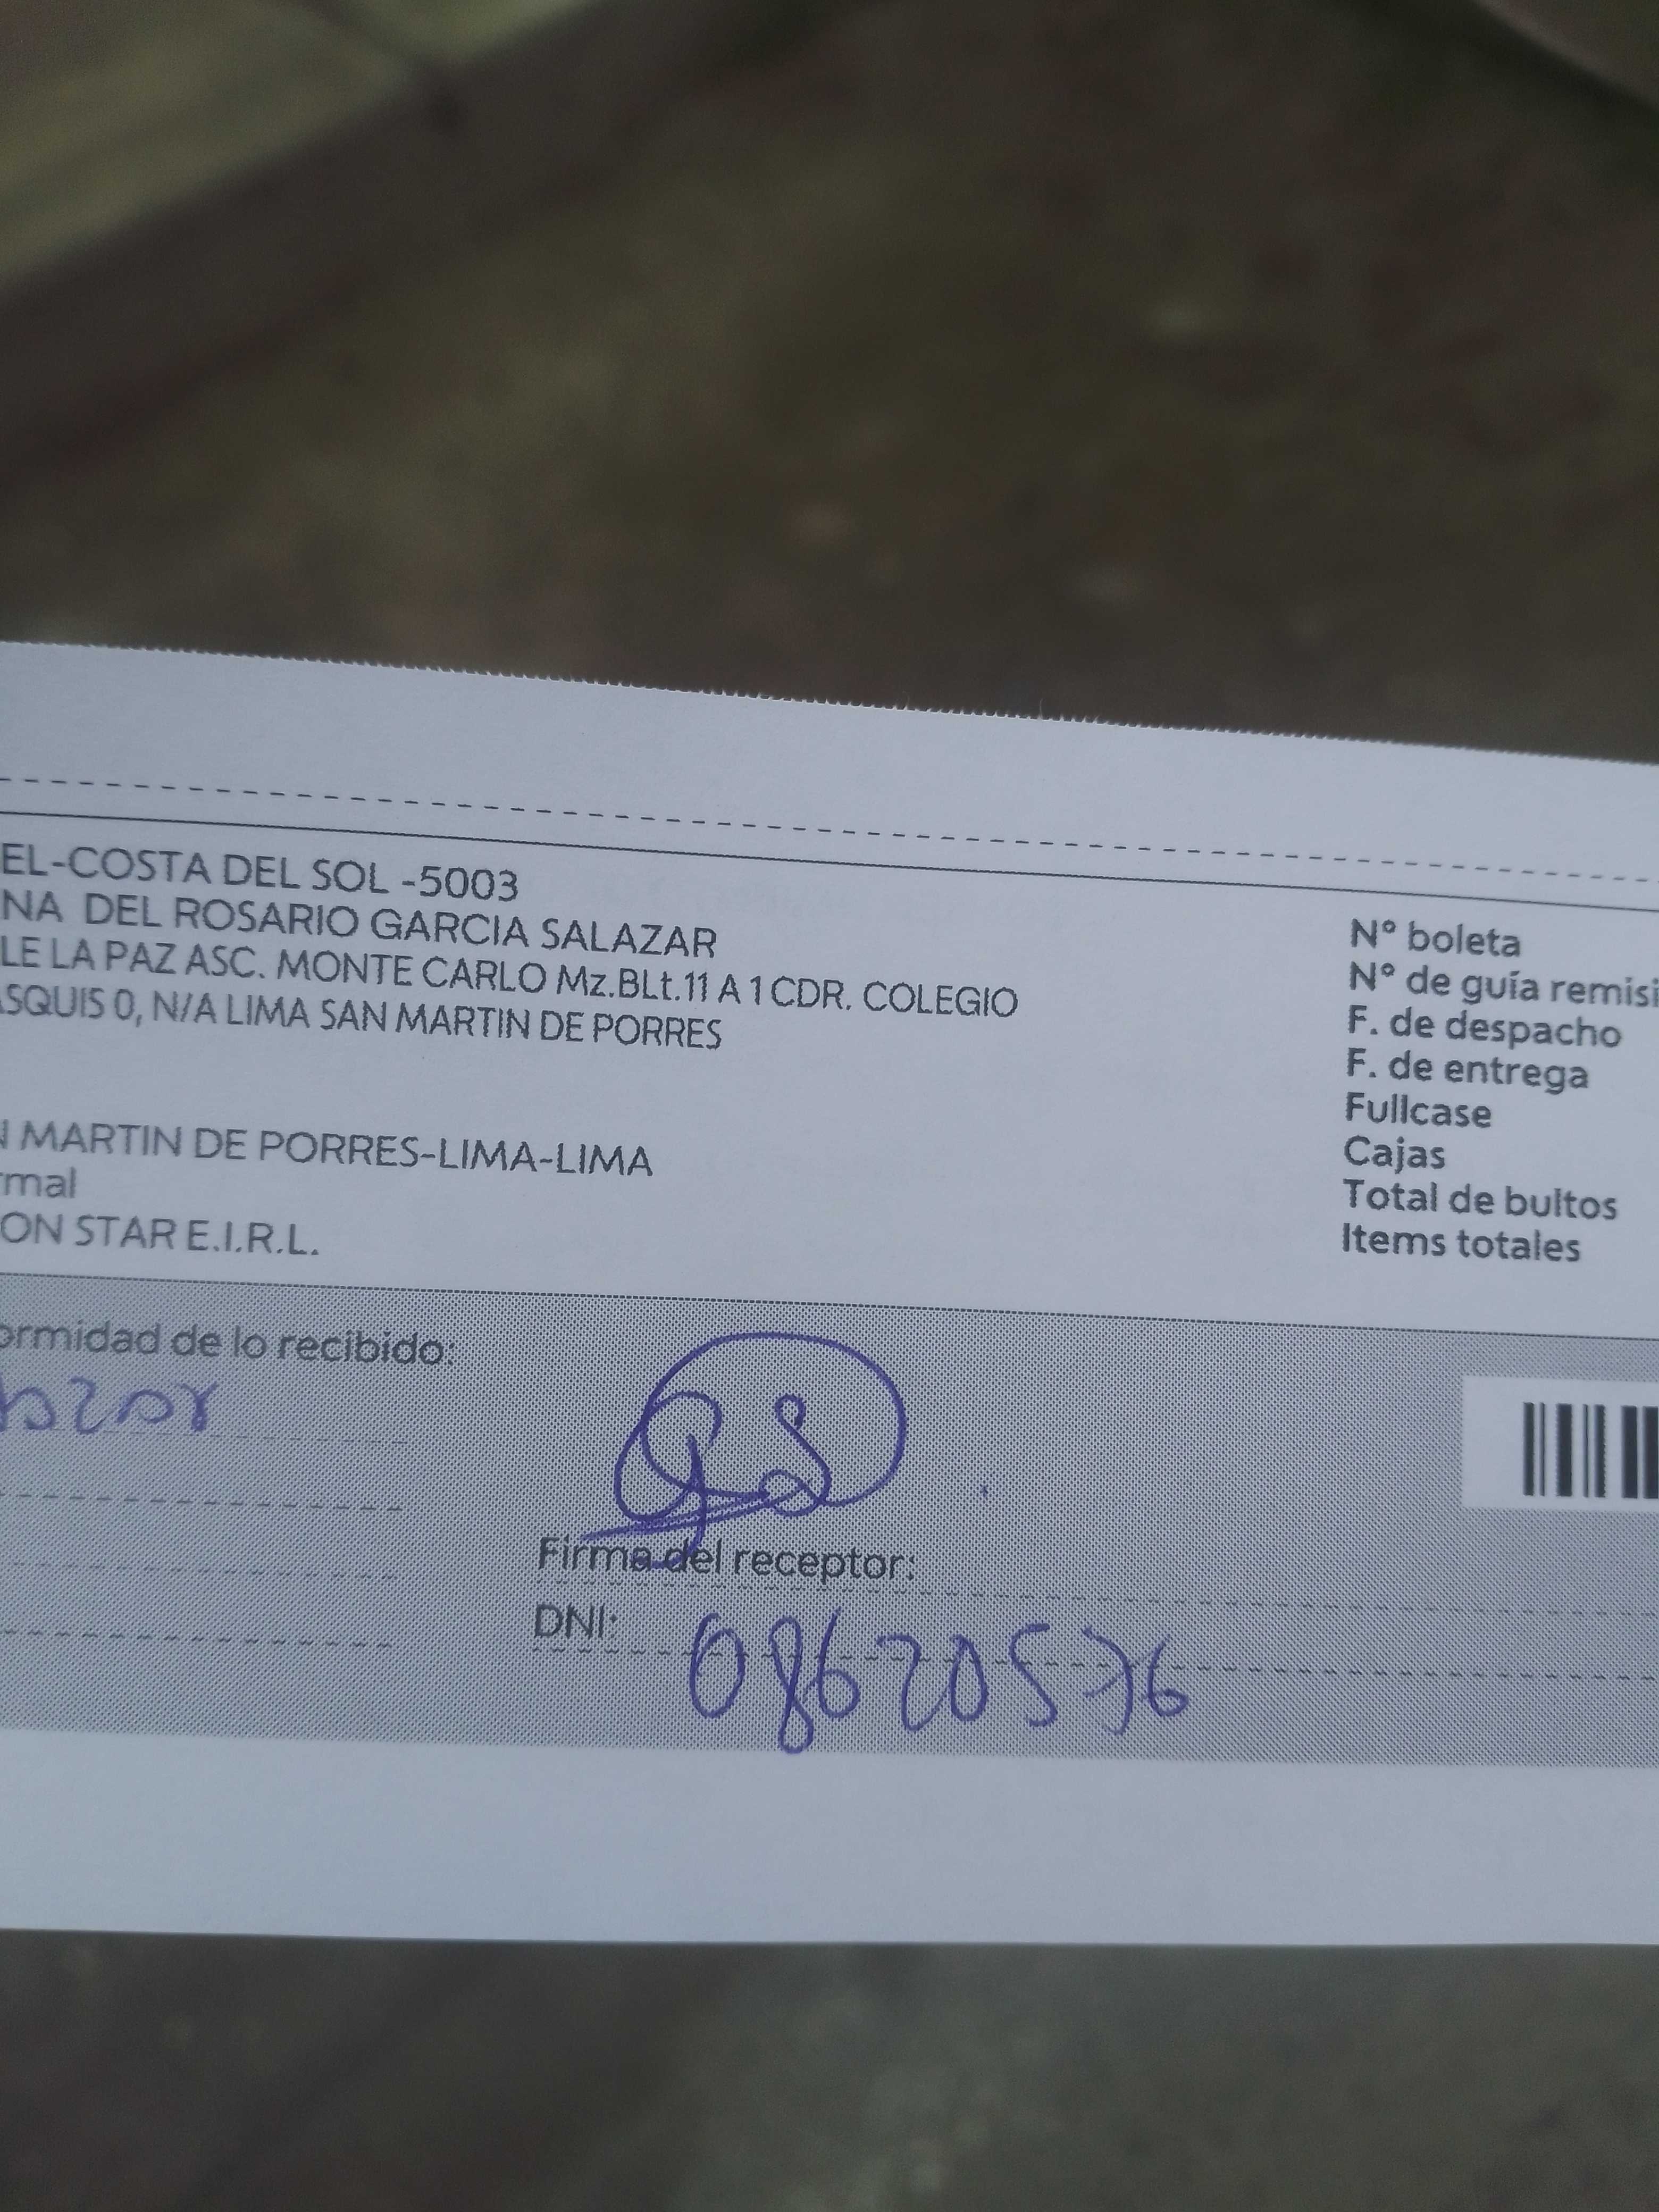 EL-COSTA DEL SOL -5003
NA DEL ROSARIO GARCIA SALAZAR
LE LA PAZ ASC. MONTE CARLO Mz.BLt.11 A 1 CDR. COLEGIO
ASQUIS 0, N/A LIMA SAN MARTIN DE PORRES
N MARTIN DE PORRES-LIMA-LIMA
rmal
ON STAR E.I.R.L.
N° boleta
N° de guía remisi
F. de despacho
F. de entrega
Fullcase
Cajas
Total de bultos
Items totales
ormidad de lo recibido:
Firma del receptor:
DNI: 08620576